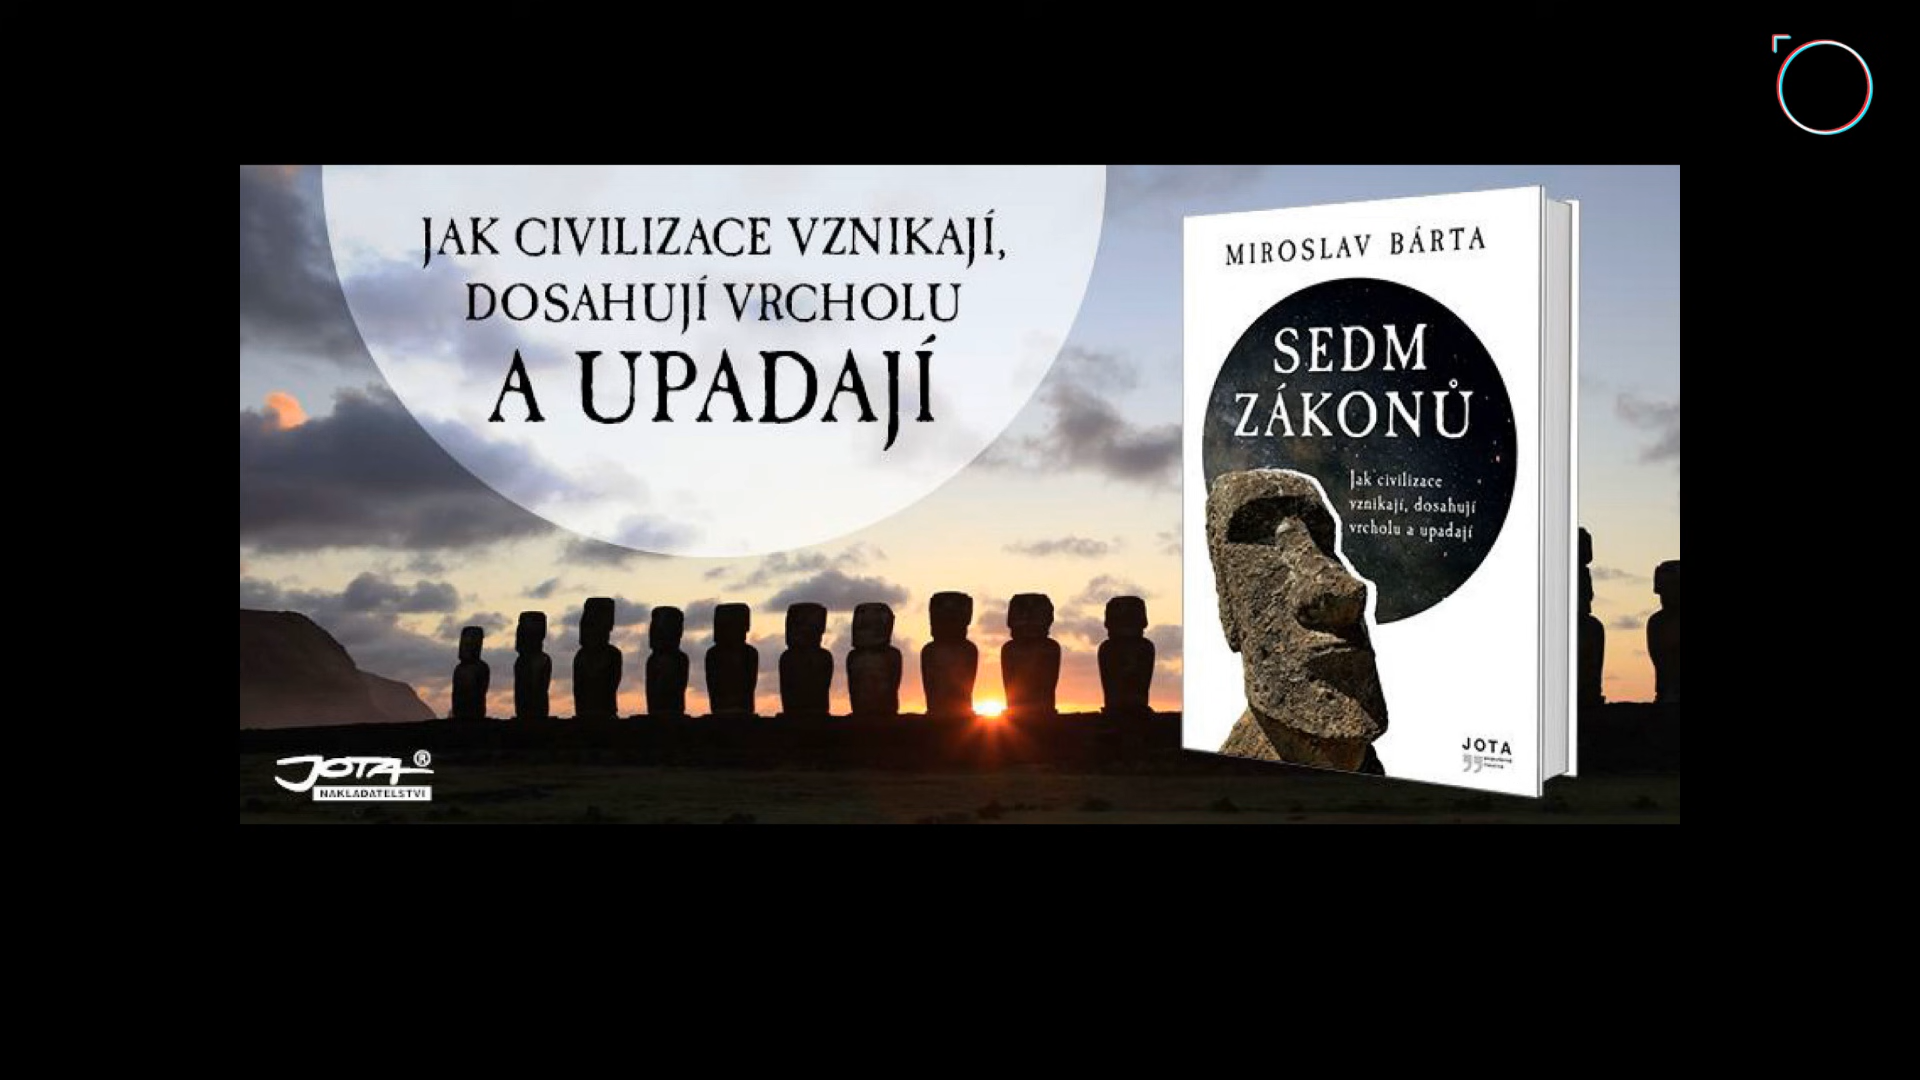 JAK CIVILIZACE VZNIKAJÍ,
DOSAHUJÍ VRCHOLU
A UPADAJÍ
MIROSLAV BÁRTA
SEDM
ZÁKONŮ
Jak civilizace
vznikají, dosahují
vrcholu a upadají
JOTA
JOTA®
NAKLADATELSTVÍ